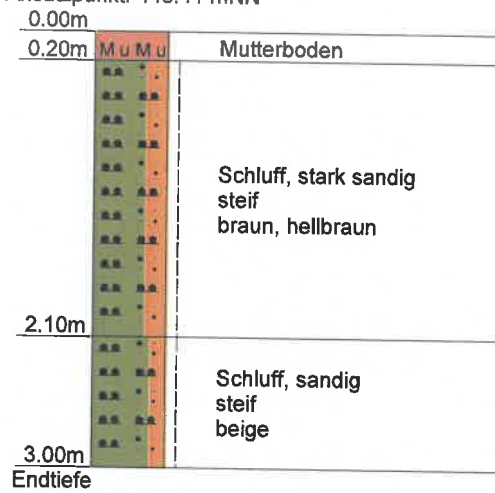 0.00m
0.20m Mu Mu Mutterboden
Schluff, stark sandig
steif
braun, hellbraun
2.10m
Schluff, sandig
steif
beige
3.00m
Endtiefe